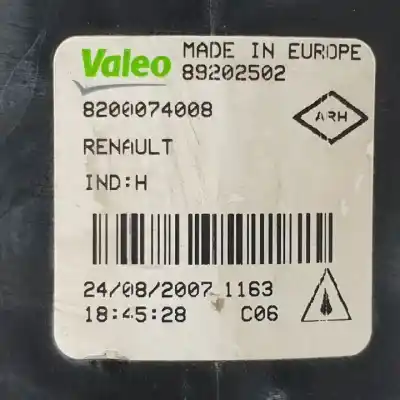 Valeo MADE IN EUROPE
89202502
8200074008
ARH
RENAULT
IND:H
24/08/2007 1163
18:45:28 C06